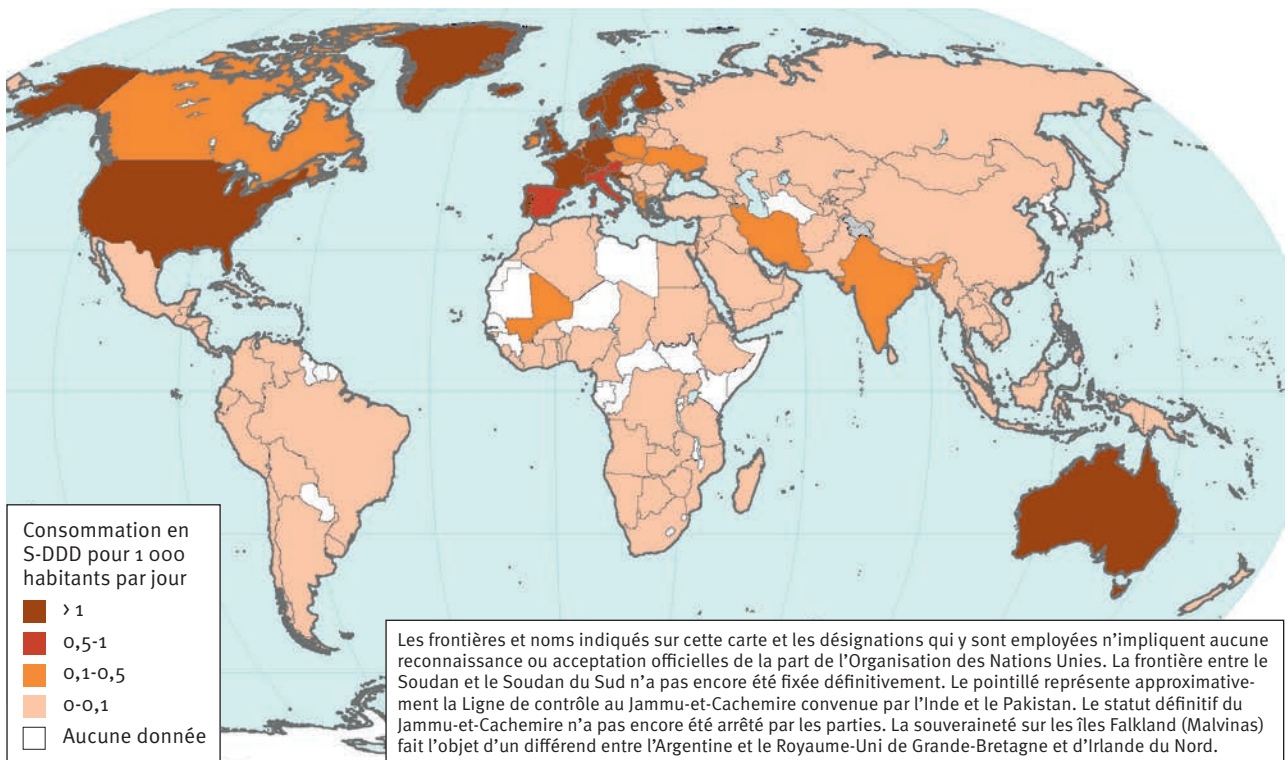 Consommation en
S-DDD pour 1 000
habitants par jour
› 1
0,5-1
0,1-0,5
0-0,1
Aucune donnée
Les frontières et noms indiqués sur cette carte et les désignations qui y sont employées n’impliquent aucune
reconnaissance ou acceptation officielles de la part de l’Organisation des Nations Unies. La frontière entre le
Soudan et le Soudan du Sud n’a pas encore été fixée définitivement. Le pointillé représente approximative-
ment la Ligne de contrôle au Jammu-et-Cachemire convenue par l’Inde et le Pakistan. Le statut définitif du
Jammu-et-Cachemire n’a pas encore été arrêté par les parties. La souveraineté sur les îles Falkland (Malvinas)
fait l’objet d’un différend entre l’Argentine et le Royaume-Uni de Grande-Bretagne et d’Irlande du Nord.